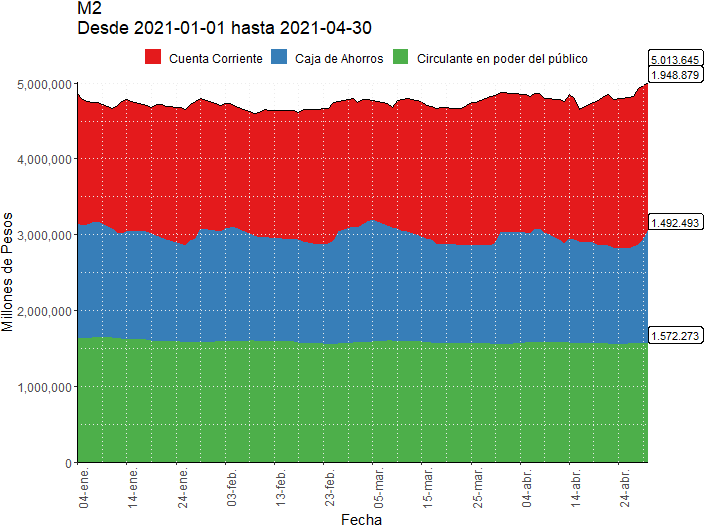 M2
Desde 2021-01-01 hasta 2021-04-30
Cuenta Corriente
Caja de Ahorros
Circulante en poder del público
5.013.645
1.948.879
5,000,000
4,000,000
1.492.493
3,000,000
Millones de Pesos
2,000,000
1.572.273
1,000,000
0
04-ene.
14-ene.
24-ene.
03-feb.
13-feb.
23-feb.
05-mar.
15-mar.
25-mar.
04-abr.
14-abr.
24-abr.
Fecha